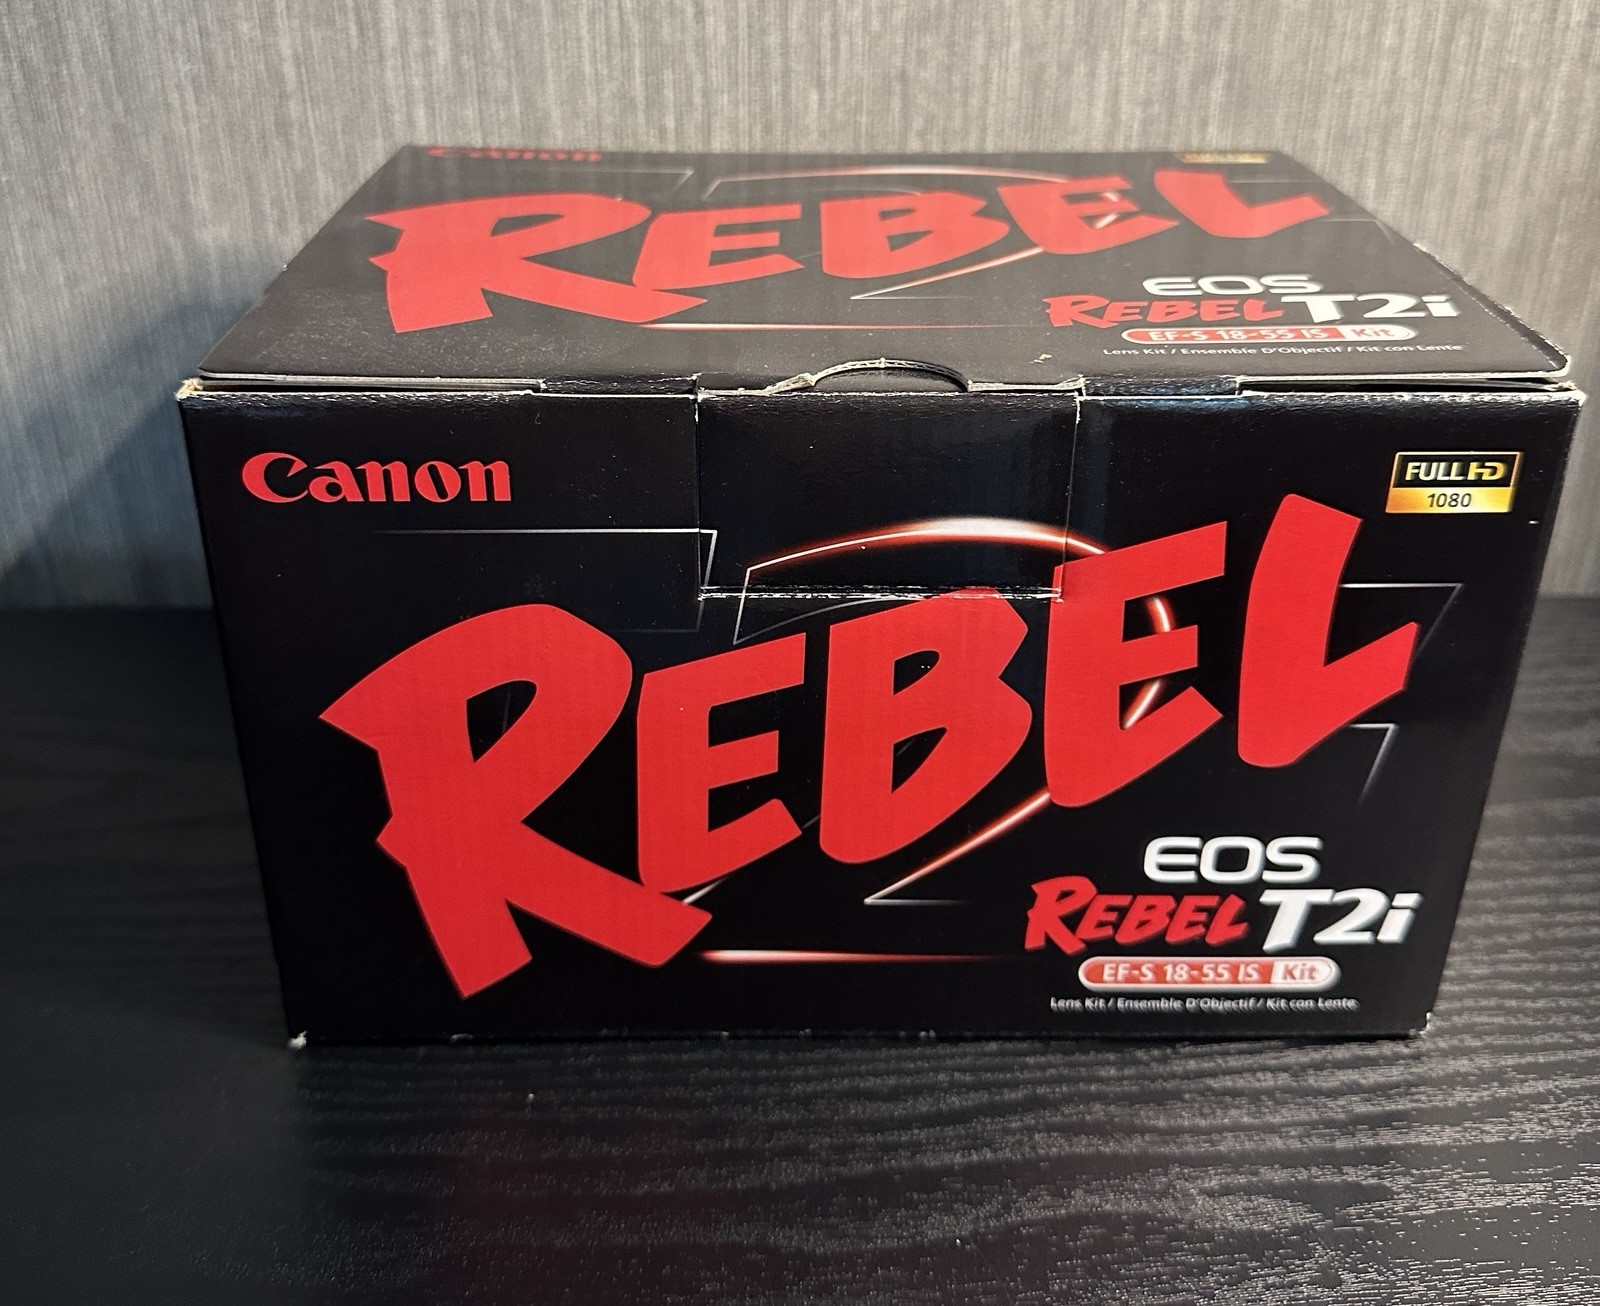 Canon
REBEL
EOS
REBEL T2i
EF-S 18-55 IS Kit
Lens Kit / Ensemble D'Objectif / Kit con Lente
Canon
FULL HD
1080
REBEL
EOS
REBEL T2i
EF-S 18-55 IS Kit
Lens Kit / Ensemble D'Objectif / Kit con Lente